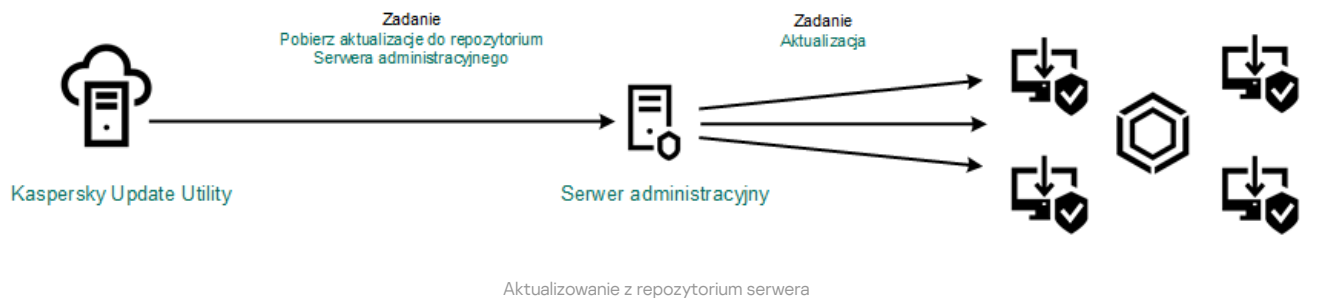 Zadanie
Pobierz aktualizacje do repozytorium
Serwera administracyjnego
Zadanie
Aktualizacja
Kaspersky Update Utility
Serwer administracyjny
Aktualizowanie z repozytorium serwera